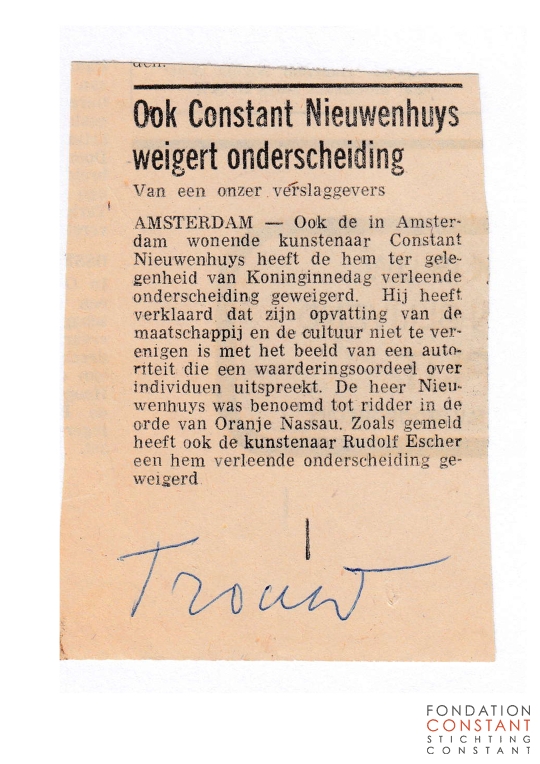 Ook Constant Nieuwenhuys
weigert onderscheiding
Van een onzer verslaggevers
AMSTERDAM — Ook de in Amster-
dam wonende kunstenaar Constant
Nieuwenhuys heeft de hem ter gele-
genheid van Koninginnedag verleende
onderscheiding geweigerd. Hij heeft
verklaard dat zijn opvatting van de
maatschappij en de cultuur niet te ver-
enigen is met het beeld van een auto-
riteit die een waarderingsoordeel over
individuen uitspreekt. De heer Nieu-
wenhuys was benoemd tot ridder in de
orde van Oranje Nassau. Zoals gemeld
heeft ook de kunstenaar Rudolf Escher
een hem verleende onderscheiding ge-
weigerd
Trouw
FONDATION
CONSTANT
STICHTING
CONSTANT